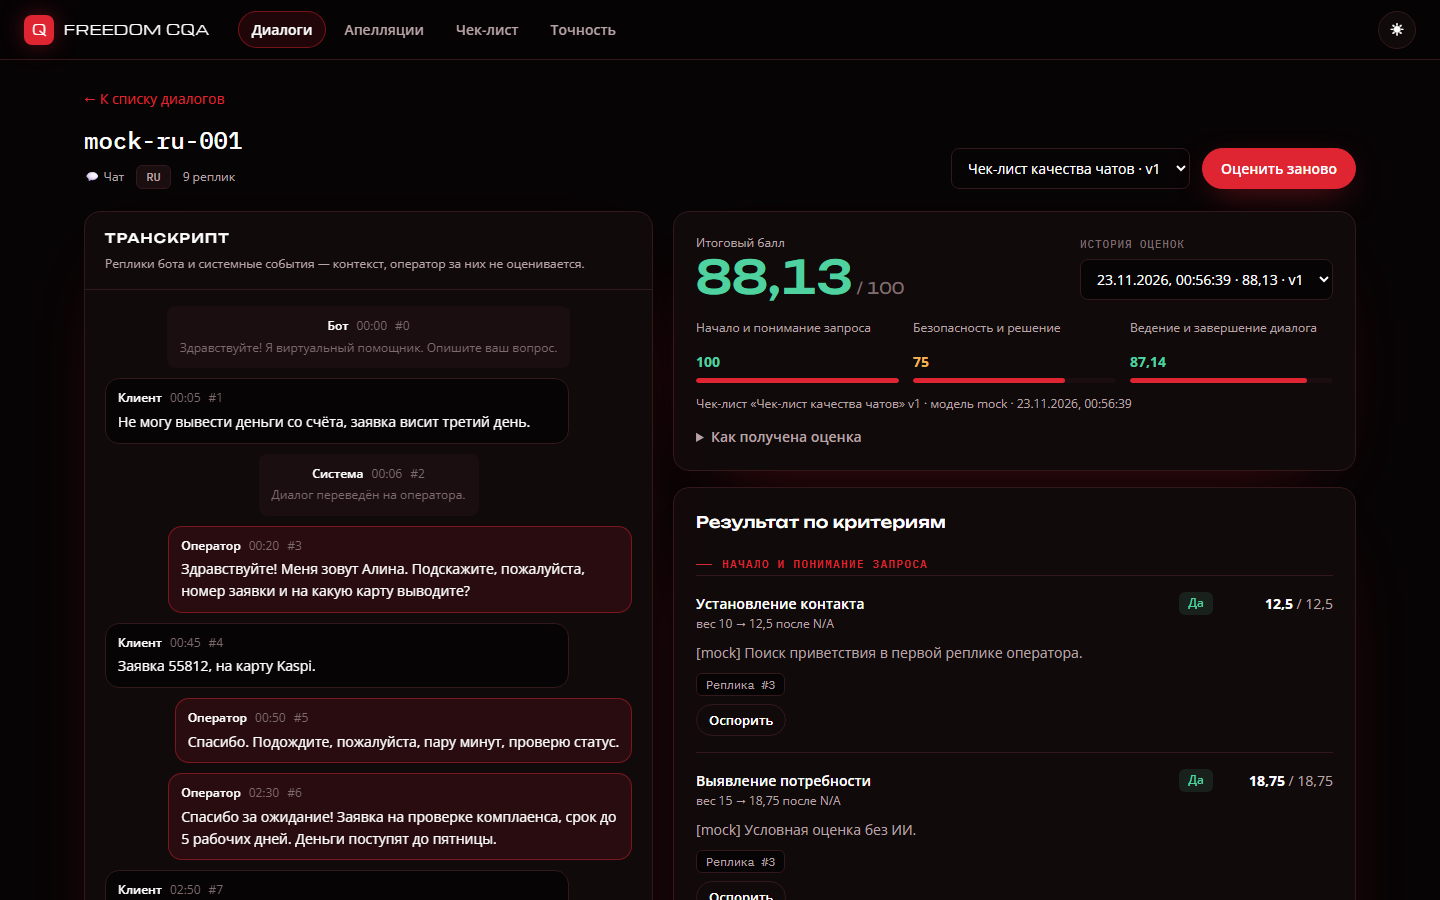 Q FREEDOM CQA
Диалоги
Апелляции
Чек-лист
Точность
← К списку диалогов
mock-ru-001
Чат RU 9 реплик
Чек-лист качества чатов · v1
Оценить заново
ТРАНСКРИПТ
Реплики бота и системные события — контекст, оператор за них не оценивается.
Бот 00:00 #0
Здравствуйте! Я виртуальный помощник. Опишите ваш вопрос.
Клиент 00:05 #1
Не могу вывести деньги со счёта, заявка висит третий день.
Система 00:06 #2
Диалог переведён на оператора.
Оператор 00:20 #3
Здравствуйте! Меня зовут Алина. Подскажите, пожалуйста,
номер заявки и на какую карту выводите?
Клиент 00:45 #4
Заявка 55812, на карту Kaspi.
Оператор 00:50 #5
Спасибо. Подождите, пожалуйста, пару минут, проверю статус.
Оператор 02:30 #6
Спасибо за ожидание! Заявка на проверке комплаенса, срок до
5 рабочих дней. Деньги поступят до пятницы.
Клиент 02:50 #7
Итоговый балл
88,13 / 100
ИСТОРИЯ ОЦЕНОК
23.11.2026, 00:56:39 · 88,13 · v1
Начало и понимание запроса
100
Безопасность и решение
75
Ведение и завершение диалога
87,14
Чек-лист «Чек-лист качества чатов» v1 · модель mock · 23.11.2026, 00:56:39
▶ Как получена оценка
Результат по критериям
— НАЧАЛО И ПОНИМАНИЕ ЗАПРОСА
Установление контакта
Да
12,5 / 12,5
вес 10 → 12,5 после N/A
[mock] Поиск приветствия в первой реплике оператора.
Реплика #3
Оспорить
Выявление потребности
Да
18,75 / 18,75
вес 15 → 18,75 после N/A
[mock] Условная оценка без ИИ.
Реплика #3
Оспорить